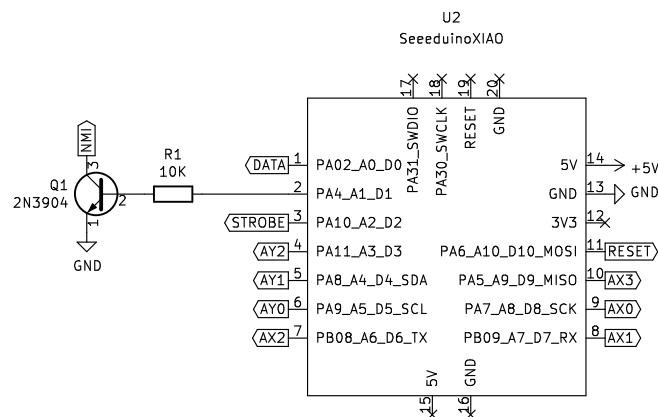 U2
SeeeduinoXIAO
17
18
19
20
PA31_SWDIO
PA30_SWCLK
RESET
GND
NMI
3
Q1
2N3904
2
1
GND
R1
10K
DATA
1
PA02_A0_D0
2
PA4_A1_D1
STROBE
3
PA10_A2_D2
AY2
4
PA11_A3_D3
AY1
5
PA8_A4_D4_SDA
AY0
6
PA9_A5_D5_SCL
AX2
7
PB08_A6_D6_TX
5V
14
+5V
GND
13
GND
3V3
12
PA6_A10_D10_MOSI
11
RESET
PA5_A9_D9_MISO
10
AX3
PA7_A8_D8_SCK
9
AX0
PB09_A7_D7_RX
8
AX1
5V
GND
15
16